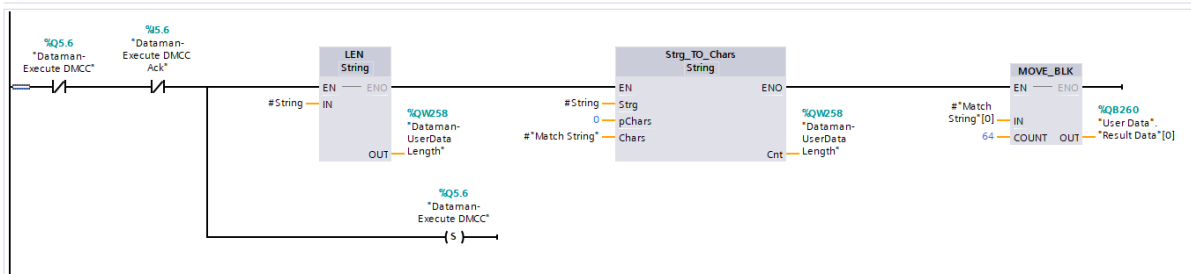 %Q5.6
"Dataman-
Execute DMCC"
%I5.6
"Dataman-
Execute DMCC
Ack"
LEN
String
EN
ENO
#String
IN
%QW258
"Dataman-
UserData
Length"
OUT
Strg_TO_Chars
String
EN
ENO
#String
Strg
0
pChars
#"Match String"
Chars
%QW258
"Dataman-
UserData
Length"
Cnt
MOVE_BLK
EN
ENO
#"Match
String"[0]
IN
64
COUNT
%QB260
"User Data".
"Result Data"[0]
OUT
%Q5.6
"Dataman-
Execute DMCC"
S